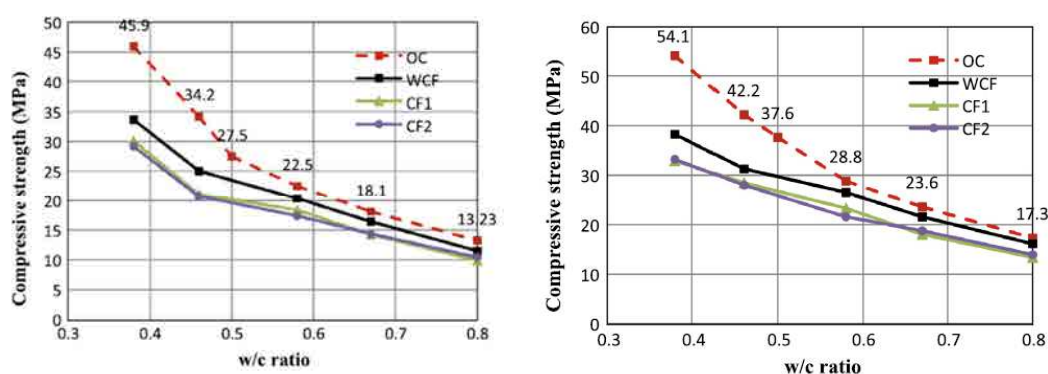 50
45
40
35
30
25
20
15
10
5
0
Compressive strength (MPa)
45.9
34.2
27.5
22.5
18.1
13.23
OC
WCF
CF1
CF2
0.3 0.4 0.5 0.6 0.7 0.8
w/c ratio
60
50
40
30
20
10
0
Compressive strength (MPa)
54.1
42.2
37.6
28.8
23.6
17.3
OC
WCF
CF1
CF2
0.3 0.4 0.5 0.6 0.7 0.8
w/c ratio